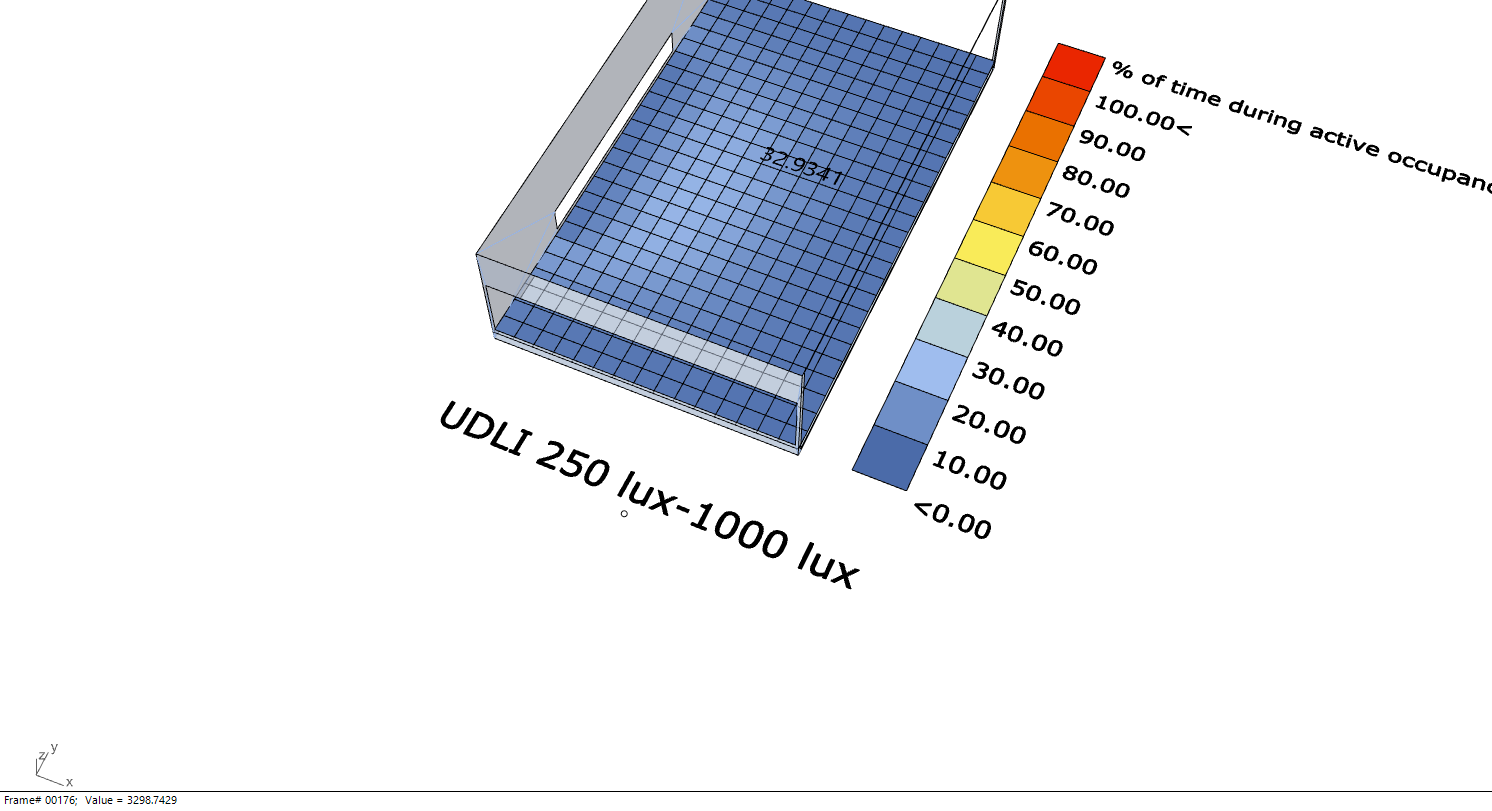 % of time during active occupanc
100.00<
90.00
80.00
70.00
60.00
50.00
40.00
30.00
20.00
10.00
<0.00
32.9341
UDLI 250 lux-1000 lux
z
y
x
Frame# 00176;  Value = 3298.7429